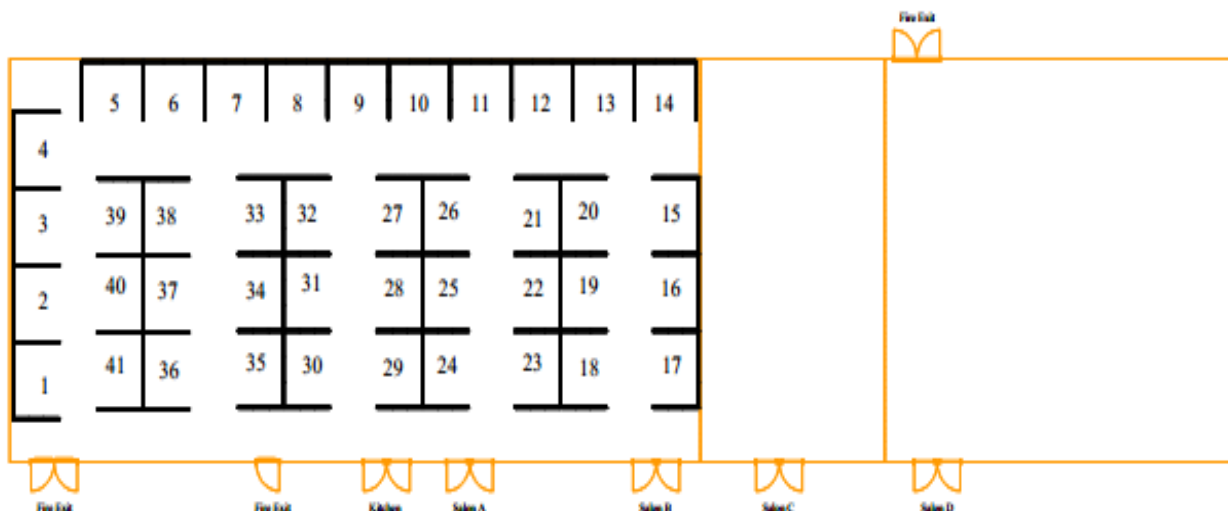 Fire Exit
5 6 7 8 9 10 11 12 13 14
4
39 38 33 32 27 26 21 20 15
3
40 37 34 31 28 25 22 19 16
2
41 36 35 30 29 24 23 18 17
1
Fire Exit Fire Exit Kitchen Salon A Salon B Salon C Salon D